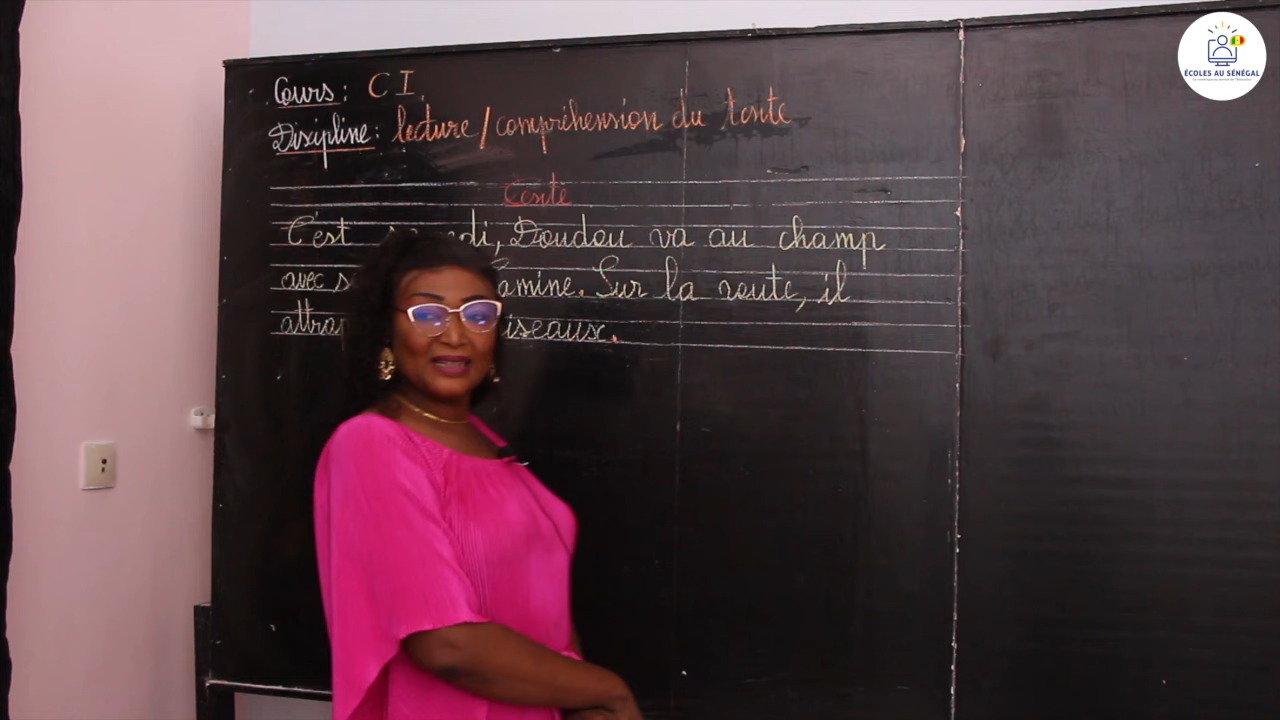 Cours : C I.
Discipline : lecture / compréhension du texte
Texte
C'est di, Doudou va au champ
avec amine. Sur la route, il
attra iseaux.
ÉCOLES AU SÉNÉGAL